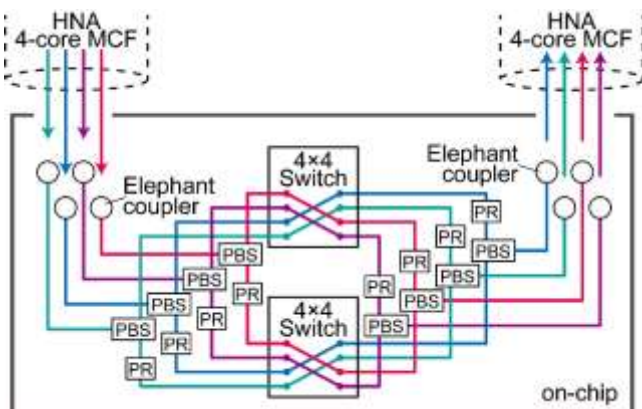 HNA
4-core MCF
HNA
4-core MCF
4×4
Switch
Elephant
coupler
Elephant
coupler
PR
PBS
PR
PBS
PBS
PR
PBS
PBS
PR
PR
PBS
PBS
PR
4×4
Switch
PBS
PBS
PR
PR
on-chip